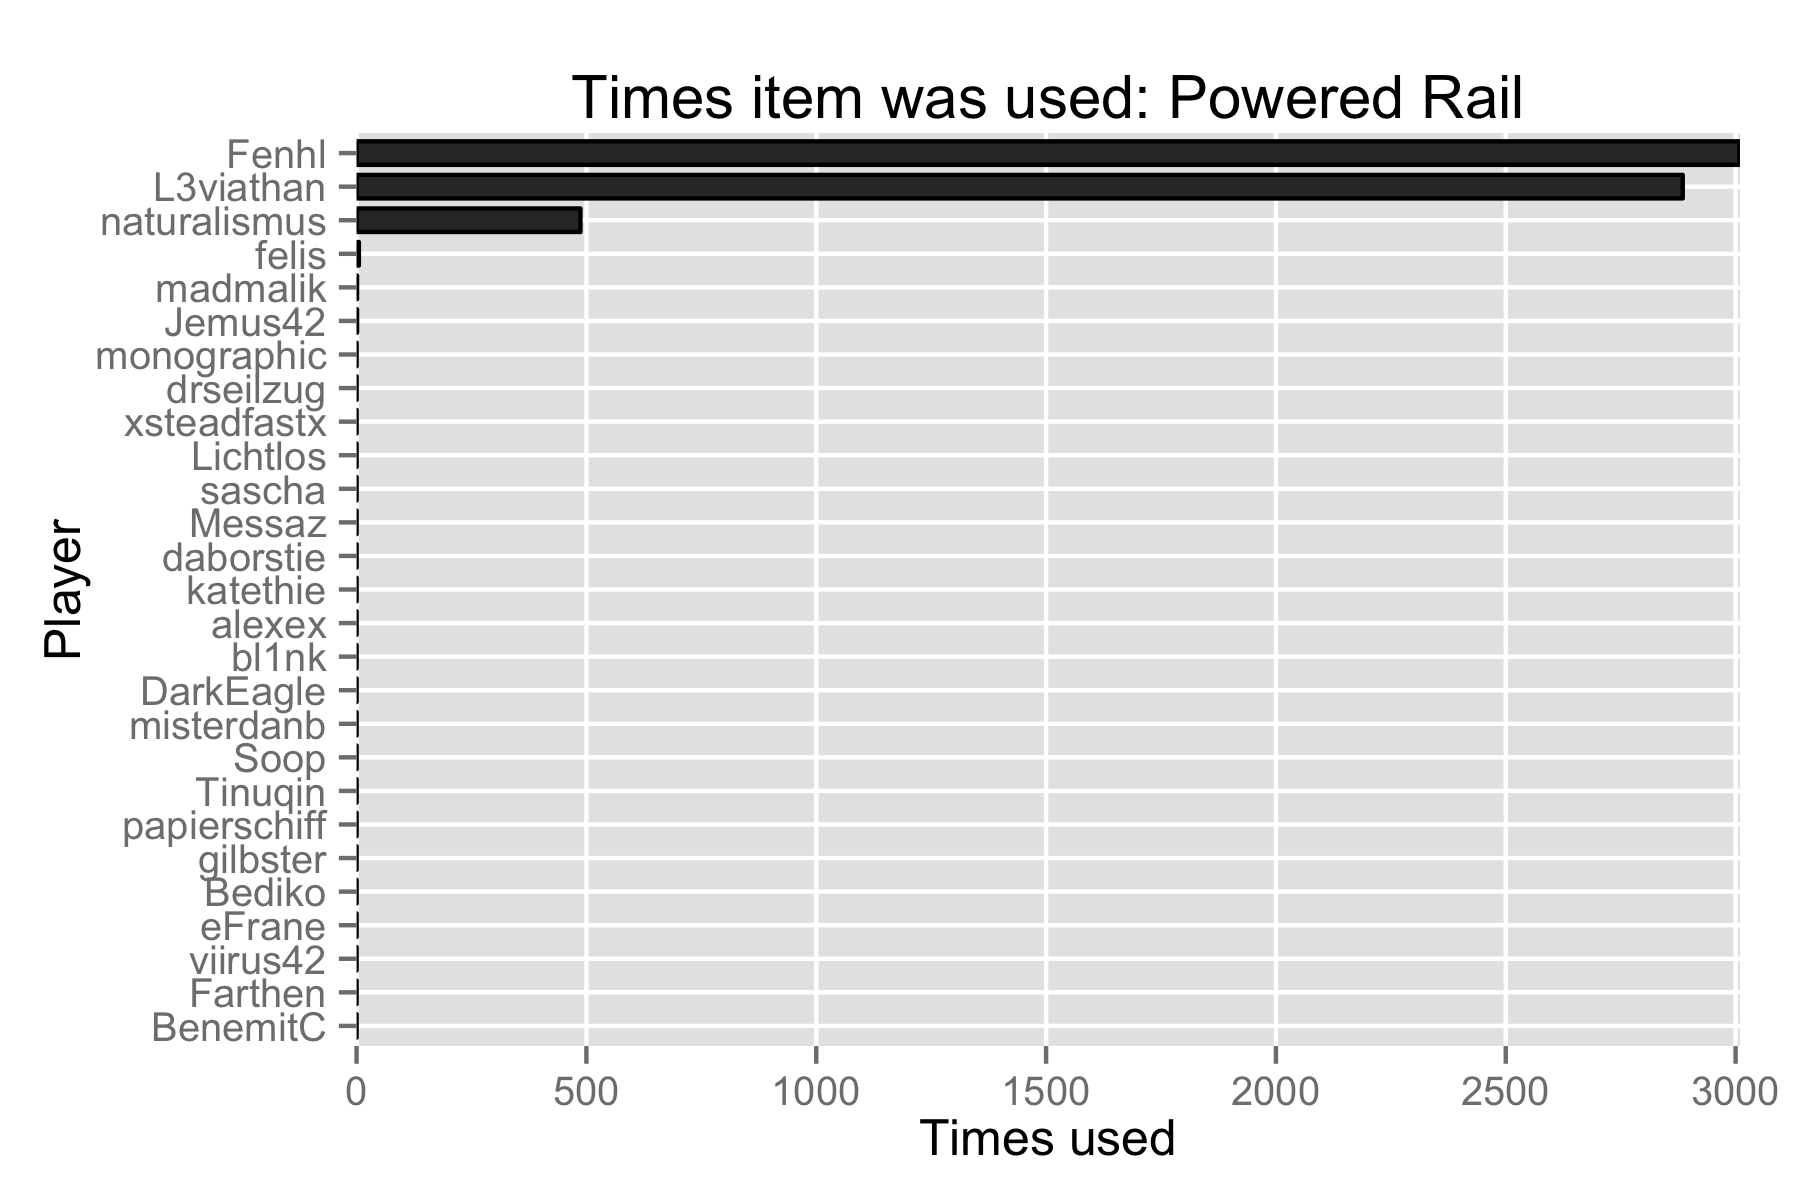 Times item was used: Powered Rail
Fenhl
L3viathan
naturalismus
felis
madmalik
Jemus42
monographic
drseilzug
xsteadfastx
Lichtlos
sascha
Messaz
daborstie
katethie
alexex
bl1nk
DarkEagle
misterdanb
Soop
Tinuqin
papierschiff
gilbster
Bediko
eFrane
viirus42
Farthen
BenemitC
Player
0 500 1000 1500 2000 2500 3000
Times used